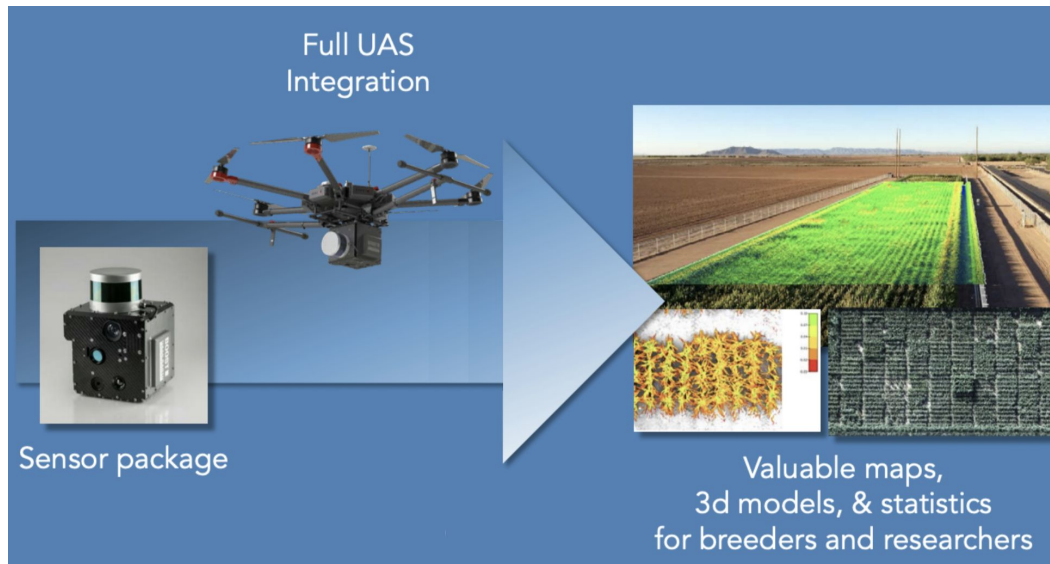 Full UAS
Integration
Sensor package
Valuable maps,
3d models, & statistics
for breeders and researchers